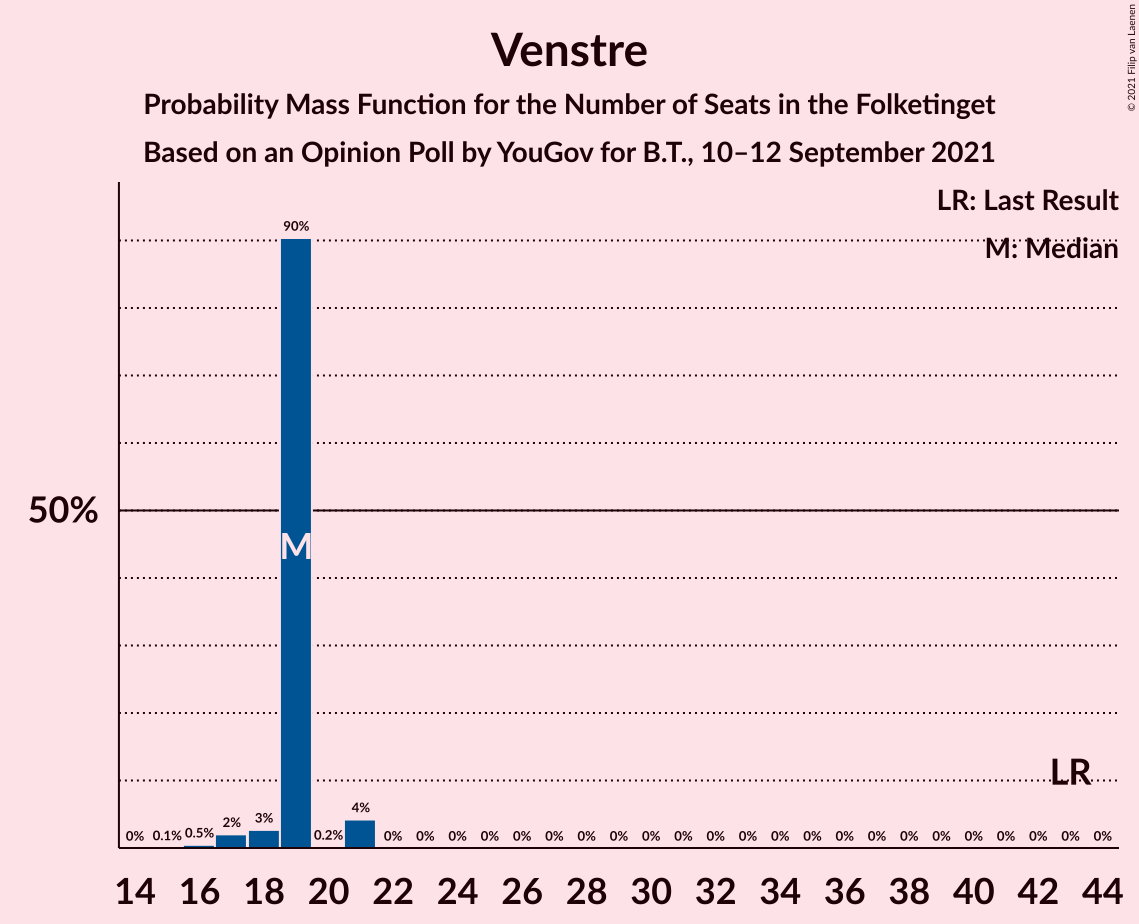 Venstre
Probability Mass Function for the Number of Seats in the Folketinget
Based on an Opinion Poll by YouGov for B.T., 10–12 September 2021
© 2021 Filip van Laenen
LR: Last Result
M: Median
90%
50%
M
LR
0% 0.1% 0.5% 2% 3% 0.2% 4% 0% 0% 0% 0% 0% 0% 0% 0% 0% 0% 0% 0% 0% 0% 0% 0% 0% 0% 0% 0% 0% 0% 0%
14 16 18 20 22 24 26 28 30 32 34 36 38 40 42 44